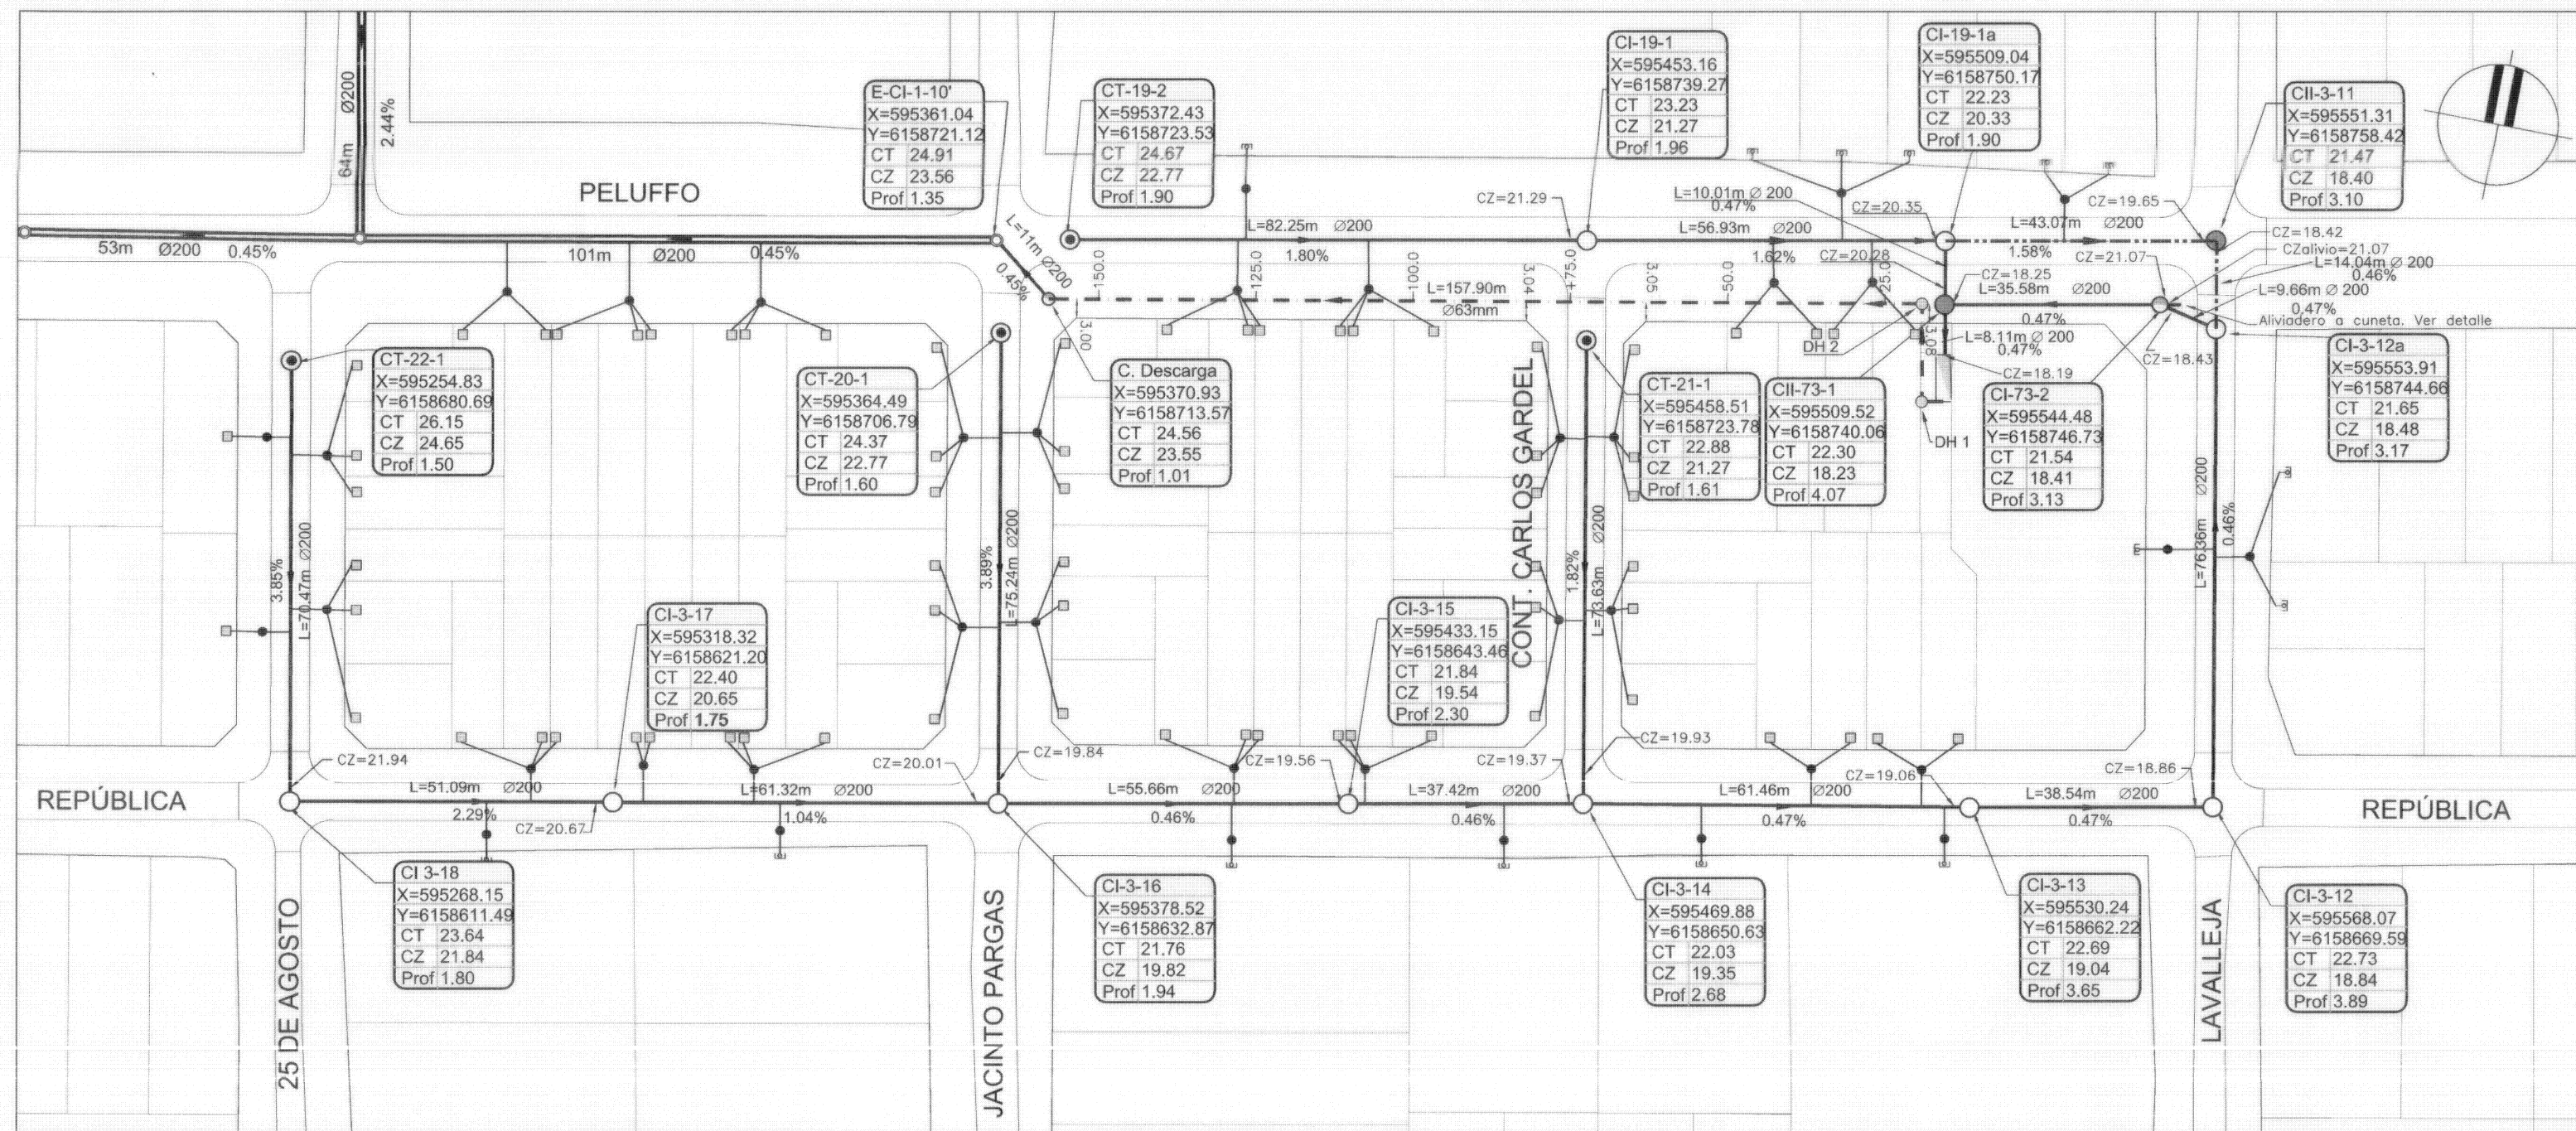 64m Ø200
2.44%
PELUFFO
53m Ø200 0.45%
101m Ø200 0.45%
E-CI-1-10'
X=595361.04
Y=6158721.12
CT 24.91
CZ 23.56
Prof 1.35
CT-19-2
X=595372.43
Y=6158723.53
CT 24.67
CZ 22.77
Prof 1.90
CI-19-1
X=595453.16
Y=6158739.27
CT 23.23
CZ 21.27
Prof 1.96
CI-19-1a
X=595509.04
Y=6158750.17
CT 22.23
CZ 20.33
Prof 1.90
CII-3-11
X=595551.31
Y=6158758.42
CT 21.47
CZ 18.40
Prof 3.10
L=11m Ø200
0.45%
L=82.25m Ø200
1.80%
CZ=21.29
L=56.93m Ø200
1.62%
L=10.01m Ø 200
0.47%
CZ=20.35
CZ=20.28
L=43.07m Ø200
1.58%
CZ=19.65
CZ=18.42
CZalivio=21.07
CZ=21.07
L=14.04m Ø 200
0.46%
L=9.66m Ø 200
0.47%
Aliviadero a cuneta. Ver detalle
CZ=18.25
L=35.58m Ø200
0.47%
CZ=18.43
L=8.11m Ø 200
0.47%
CZ=18.19
L=157.90m
Ø63mm
3.00
3.04
3.05
3.08
DH 2
DH 1
CT-22-1
X=595254.83
Y=6158680.69
CT 26.15
CZ 24.65
Prof 1.50
CT-20-1
X=595364.49
Y=6158706.79
CT 24.37
CZ 22.77
Prof 1.60
C. Descarga
X=595370.93
Y=6158713.57
CT 24.56
CZ 23.55
Prof 1.01
CONT. CARLOS GARDEL
CT-21-1
X=595458.51
Y=6158723.78
CT 22.88
CZ 21.27
Prof 1.61
CII-73-1
X=595509.52
Y=6158740.06
CT 22.30
CZ 18.23
Prof 4.07
CI-73-2
X=595544.48
Y=6158746.73
CT 21.54
CZ 18.41
Prof 3.13
CI-3-12a
X=595553.91
Y=6158744.66
CT 21.65
CZ 18.48
Prof 3.17
3.85%
L=70.47m Ø200
3.89%
L=75.24m Ø200
1.82%
L=73.63m Ø200
L=76.36m Ø200
0.46%
CI-3-17
X=595318.32
Y=6158621.20
CT 22.40
CZ 20.65
Prof 1.75
CI-3-15
X=595433.15
Y=6158643.46
CT 21.84
CZ 19.54
Prof 2.30
CZ=21.94
CZ=20.01
CZ=19.84
CZ=19.56
CZ=19.37
CZ=19.93
CZ=19.06
CZ=18.86
REPÚBLICA
L=51.09m Ø200
2.29%
CZ=20.67
L=61.32m Ø200
1.04%
L=55.66m Ø200
0.46%
L=37.42m Ø200
0.46%
L=61.46m Ø200
0.47%
L=38.54m Ø200
0.47%
REPÚBLICA
CI 3-18
X=595268.15
Y=6158611.49
CT 23.64
CZ 21.84
Prof 1.80
CI-3-16
X=595378.52
Y=6158632.87
CT 21.76
CZ 19.82
Prof 1.94
CI-3-14
X=595469.88
Y=6158650.63
CT 22.03
CZ 19.35
Prof 2.68
CI-3-13
X=595530.24
Y=6158662.22
CT 22.69
CZ 19.04
Prof 3.65
CI-3-12
X=595568.07
Y=6158669.59
CT 22.73
CZ 18.84
Prof 3.89
25 DE AGOSTO
JACINTO PARGAS
LAVALLEJA